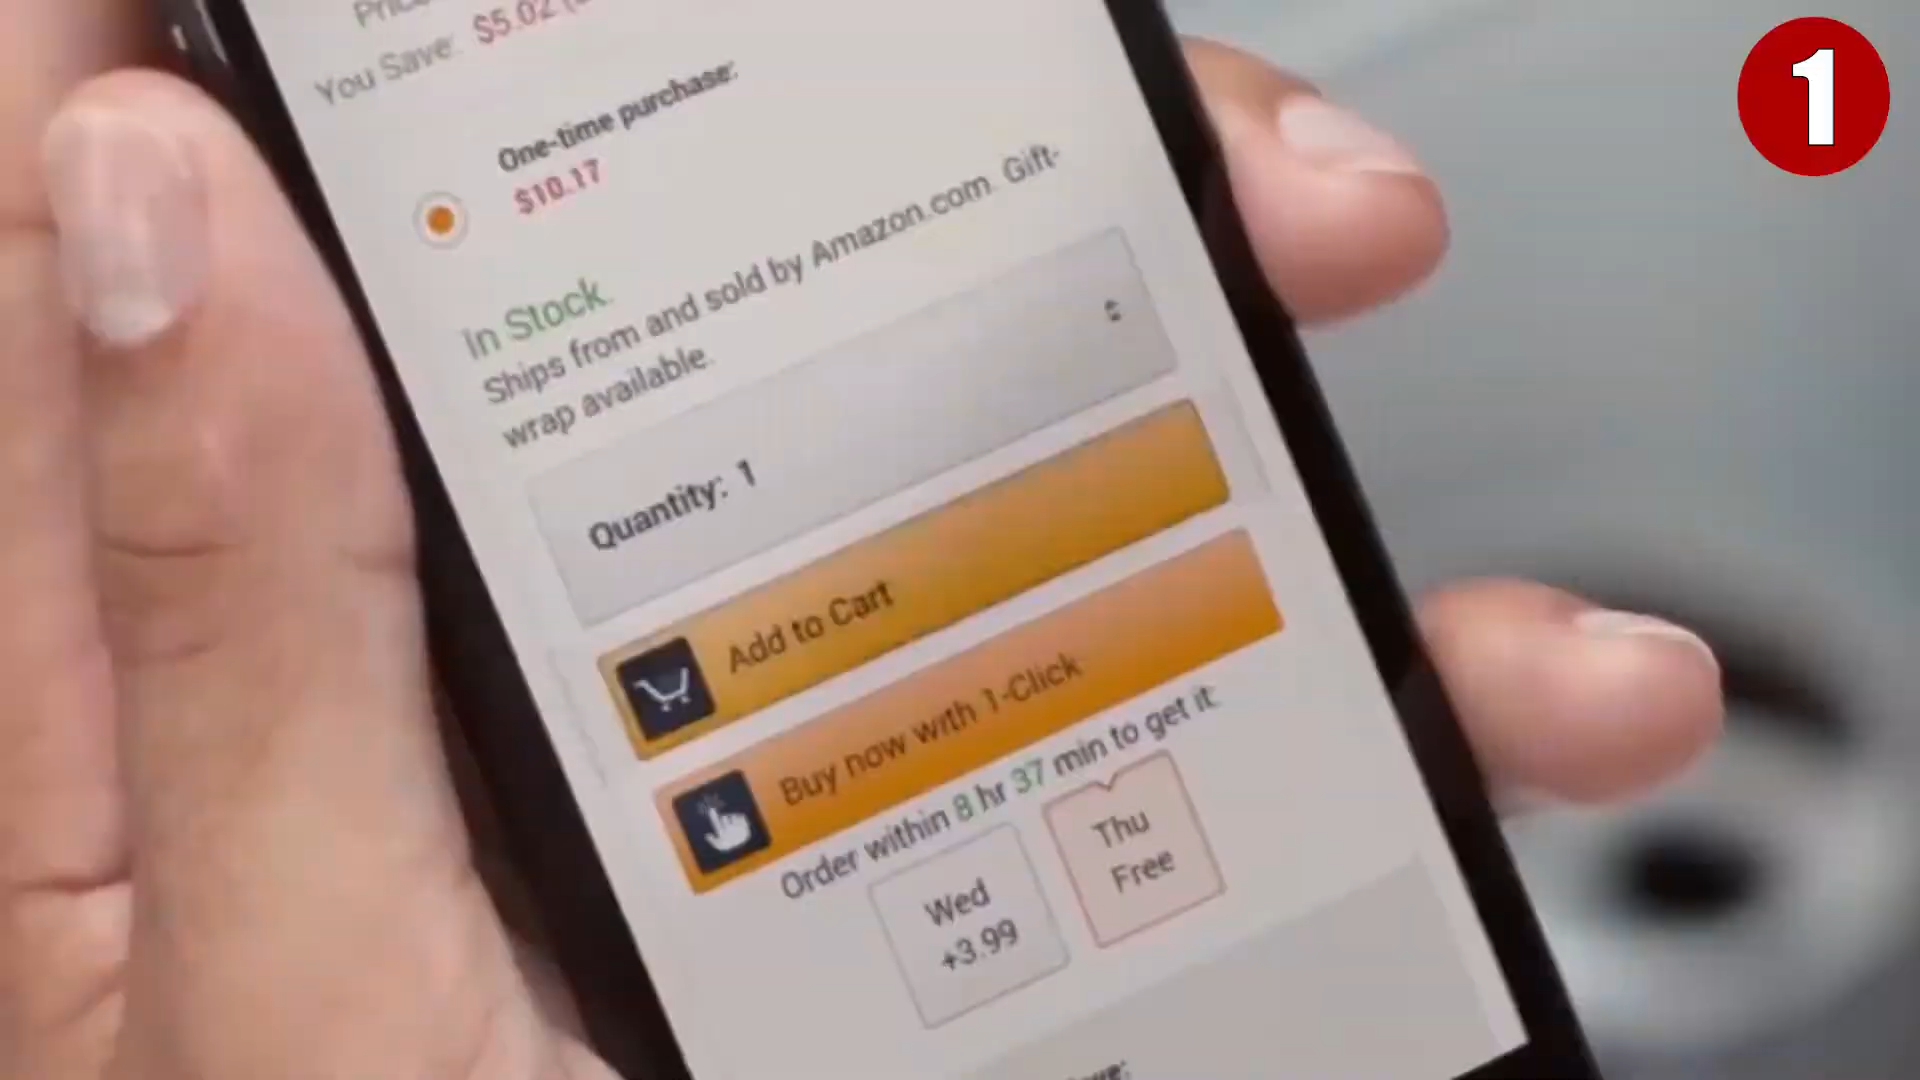 1
You Save: $5.02
One-time purchase:
$10.17
In Stock.
Ships from and sold by Amazon.com. Gift-
wrap available.
Quantity: 1
Add to Cart
Buy now with 1-Click
Order within 8 hr 37 min to get it
Wed
+3.99
Thu
Free